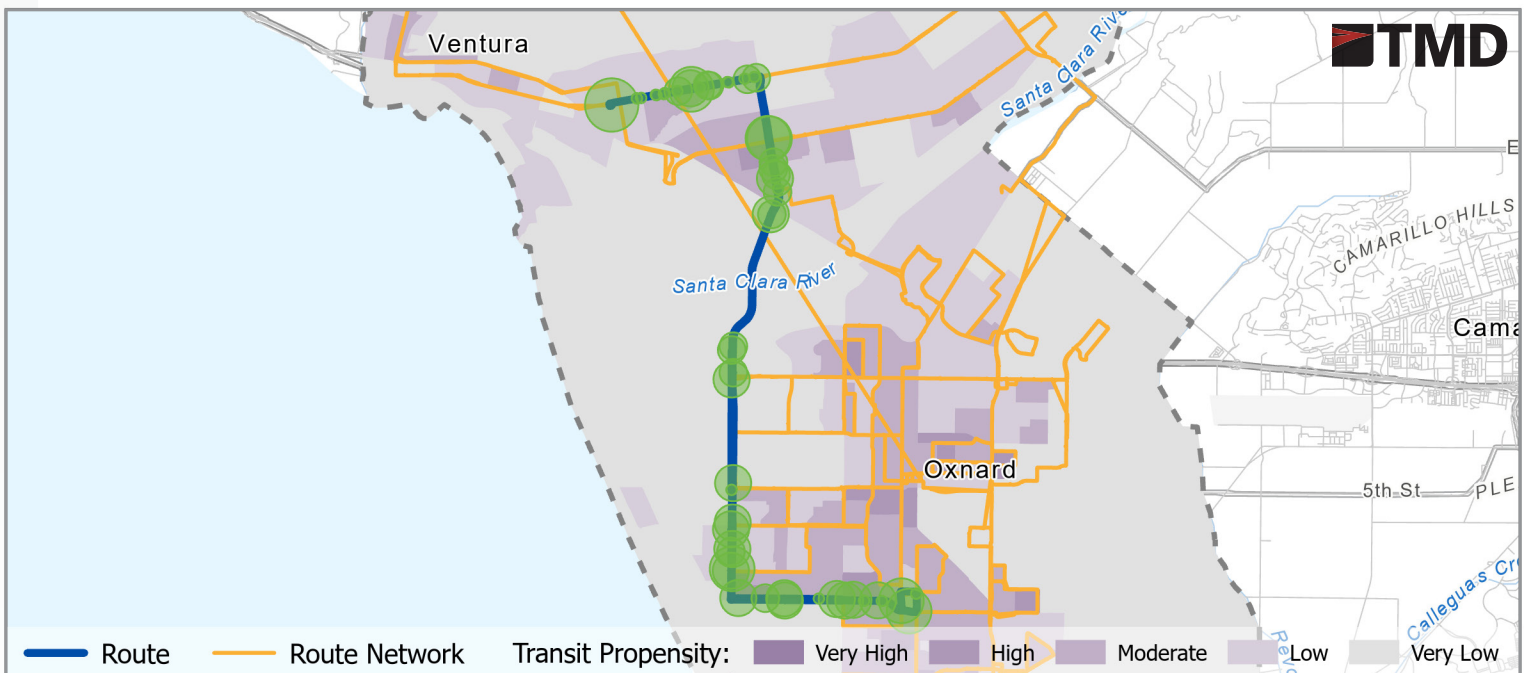 TMD
Ventura
Santa Clara River
E
CAMARILLO HILLS
Santa Clara River
Cama
Oxnard
5th St
PLE
Calleguas Cr
Revo
Route
Route Network
Transit Propensity:
Very High
High
Moderate
Low
Very Low